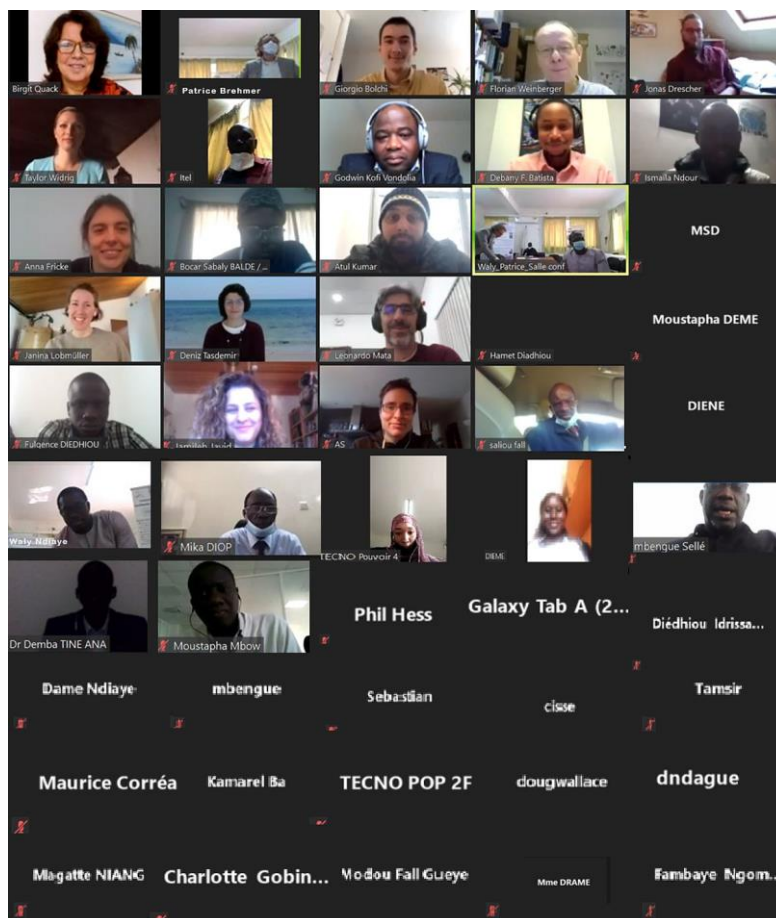 Birgit Quack
Patrice Brehmer
Giorgio Bolchi
Florian Weinberger
Jonas Drescher
Taylor Widrig
Itel
Godwin Kofi Vondolia
Debany F. Batista
Ismaïla Ndour
Anna Fricke
Bocar Sabaly BALDE / ...
Atul Kumar
Waly_Patrice_Salle conf
MSD
Janina Lobmüller
Deniz Tasdemir
Leonardo Mata
Hamet Diadhiou
Moustapha DEME
Fulgence DIEDHIOU
Jamileh Javid
AS
saliou fall
DIENE
Waly Ndiaye
Mika DIOP
TECNO Pouvoir 4
DIEME
mbengue Sellé
Dr Demba TINE ANA
Moustapha Mbow
Phil Hess
Galaxy Tab A (2...
Diédhiou Idrissa...
Dame Ndiaye
mbengue
Sebastian
cisse
Tamsir
Maurice Corréa
Kamarel Ba
TECNO POP 2F
dougwallace
dndague
Magatte NIANG
Charlotte Gobin...
Modou Fall Gueye
Mme DRAME
Fambaye Ngom...